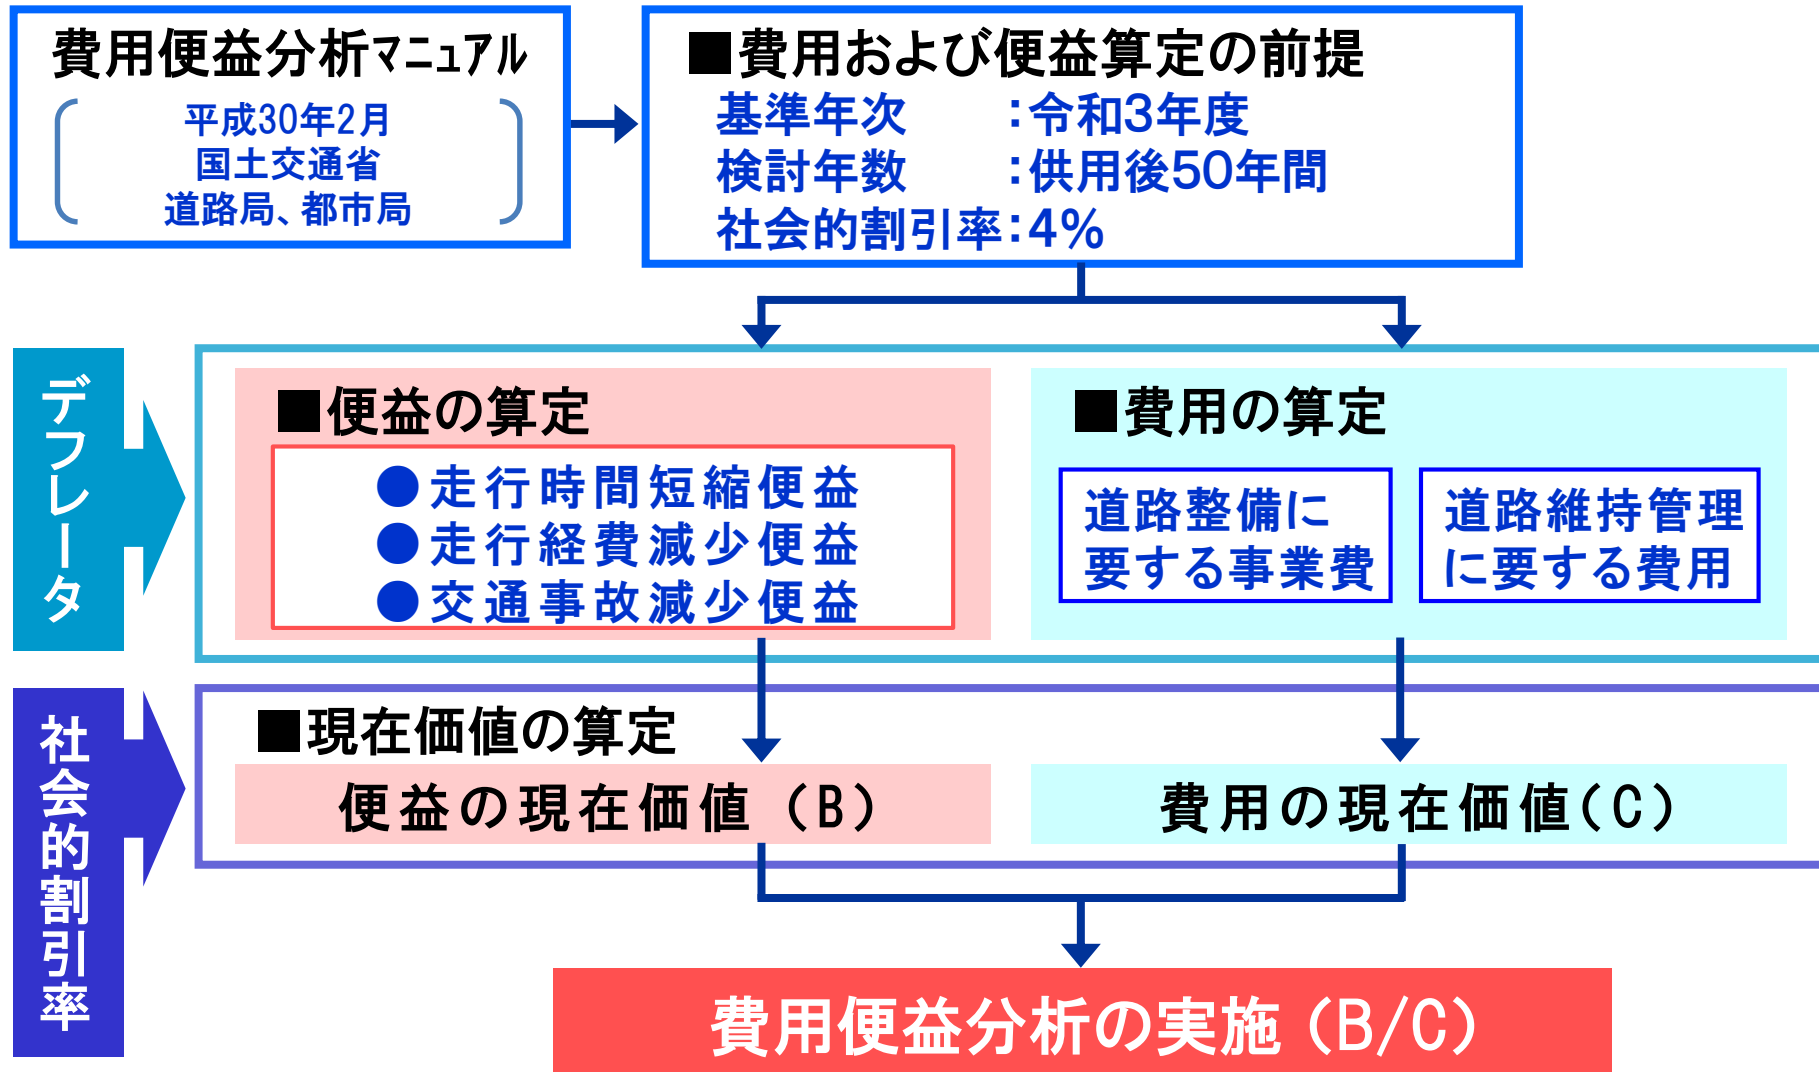 費用便益分析マニュアル
平成30年2月
国土交通省
道路局、都市局
■費用および便益算定の前提
基準年次　　：令和3年度
検討年数　　：供用後50年間
社会的割引率：4%
デフレータ
■便益の算定
●走行時間短縮便益
●走行経費減少便益
●交通事故減少便益
■費用の算定
道路整備に
要する事業費
道路維持管理
に要する費用
社会的割引率
■現在価値の算定
便益の現在価値（B）
費用の現在価値（C）
費用便益分析の実施（B/C）